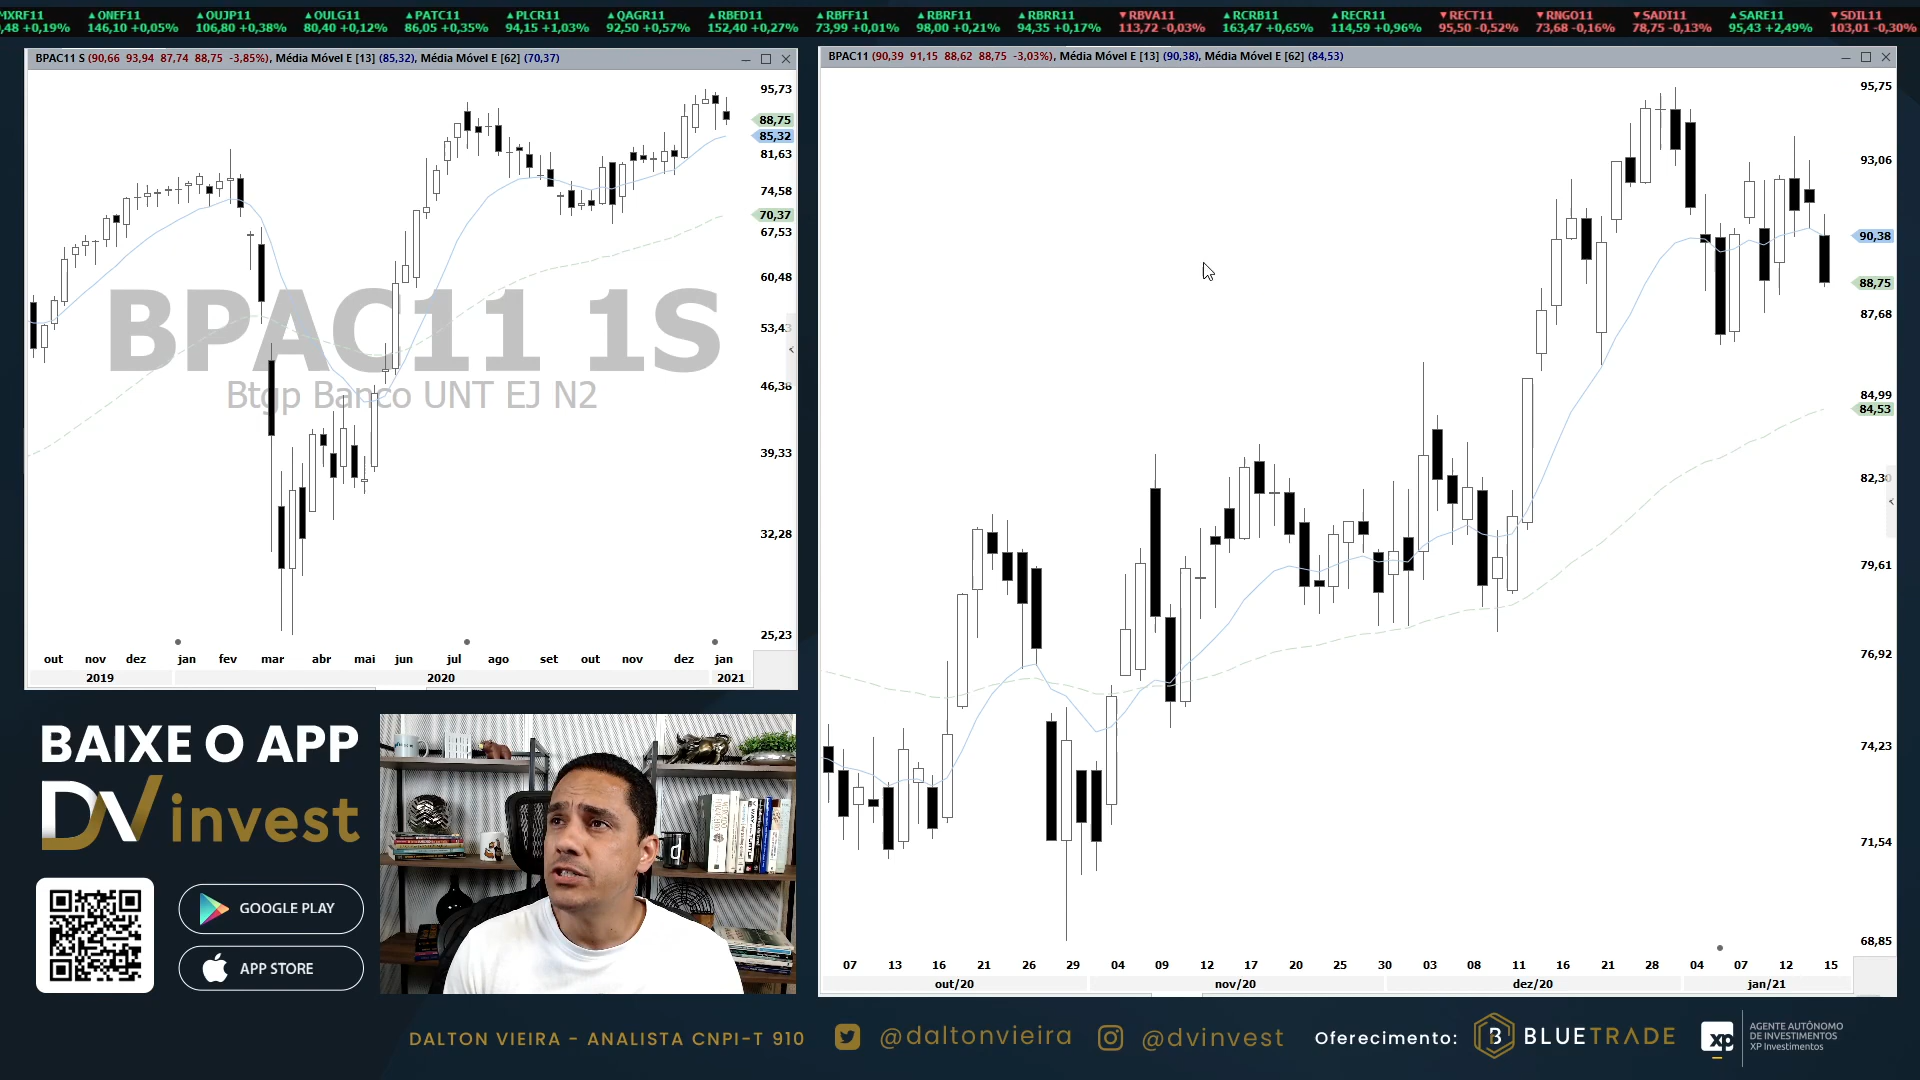 MXRF11 ▲ONEF11 ▲OUJP11 ▲OULG11 ▲PATC11 ▲PLCR11 ▲QAGR11 ▲RBED11 ▲RBFF11 ▲RBRF11 ▲RBRR11 ▼RBVA11 ▲RCRB11 ▲RECR11 ▼RECT11 ▼RNGO11 ▼SADI11 ▲SARE11 ▼SDIL11
,48 +0,19% 146,10 +0,05% 106,80 +0,38% 80,40 +0,12% 86,05 +0,35% 94,15 +1,03% 92,50 +0,57% 152,40 +0,27% 73,99 +0,01% 98,00 +0,21% 94,35 +0,17% 113,72 -0,03% 163,47 +0,65% 114,59 +0,96% 95,50 -0,52% 73,68 -0,16% 78,75 -0,13% 95,43 +2,49% 103,01 -0,30%
BPAC11 S (90,66 93,94 87,74 88,75 -3,85%), Média Móvel E [13] (85,32), Média Móvel E [62] (70,37)
95,73
88,75
85,32
81,63
74,58
70,37
67,53
60,48
53,43
46,38
39,33
32,28
25,23
BPAC11 1S
Btgp Banco UNT EJ N2
out nov dez jan fev mar abr mai jun jul ago set out nov dez jan
2019 2020 2021
BPAC11 (90,39 91,15 88,62 88,75 -3,03%), Média Móvel E [13] (90,38), Média Móvel E [62] (84,53)
95,75
93,06
90,38
88,75
87,68
84,99
84,53
82,30
79,61
76,92
74,23
71,54
68,85
07 13 16 21 26 29 04 09 12 17 20 25 30 03 08 11 16 21 28 04 07 12 15
out/20 nov/20 dez/20 jan/21
BAIXE O APP
DV invest
GOOGLE PLAY
APP STORE
d
DALTON VIEIRA - ANALISTA CNPI-T 910
@daltonvieira
@dvinvest
Oferecimento:
BLUETRADE
xp
AGENTE AUTÔNOMO
DE INVESTIMENTOS
XP Investimentos